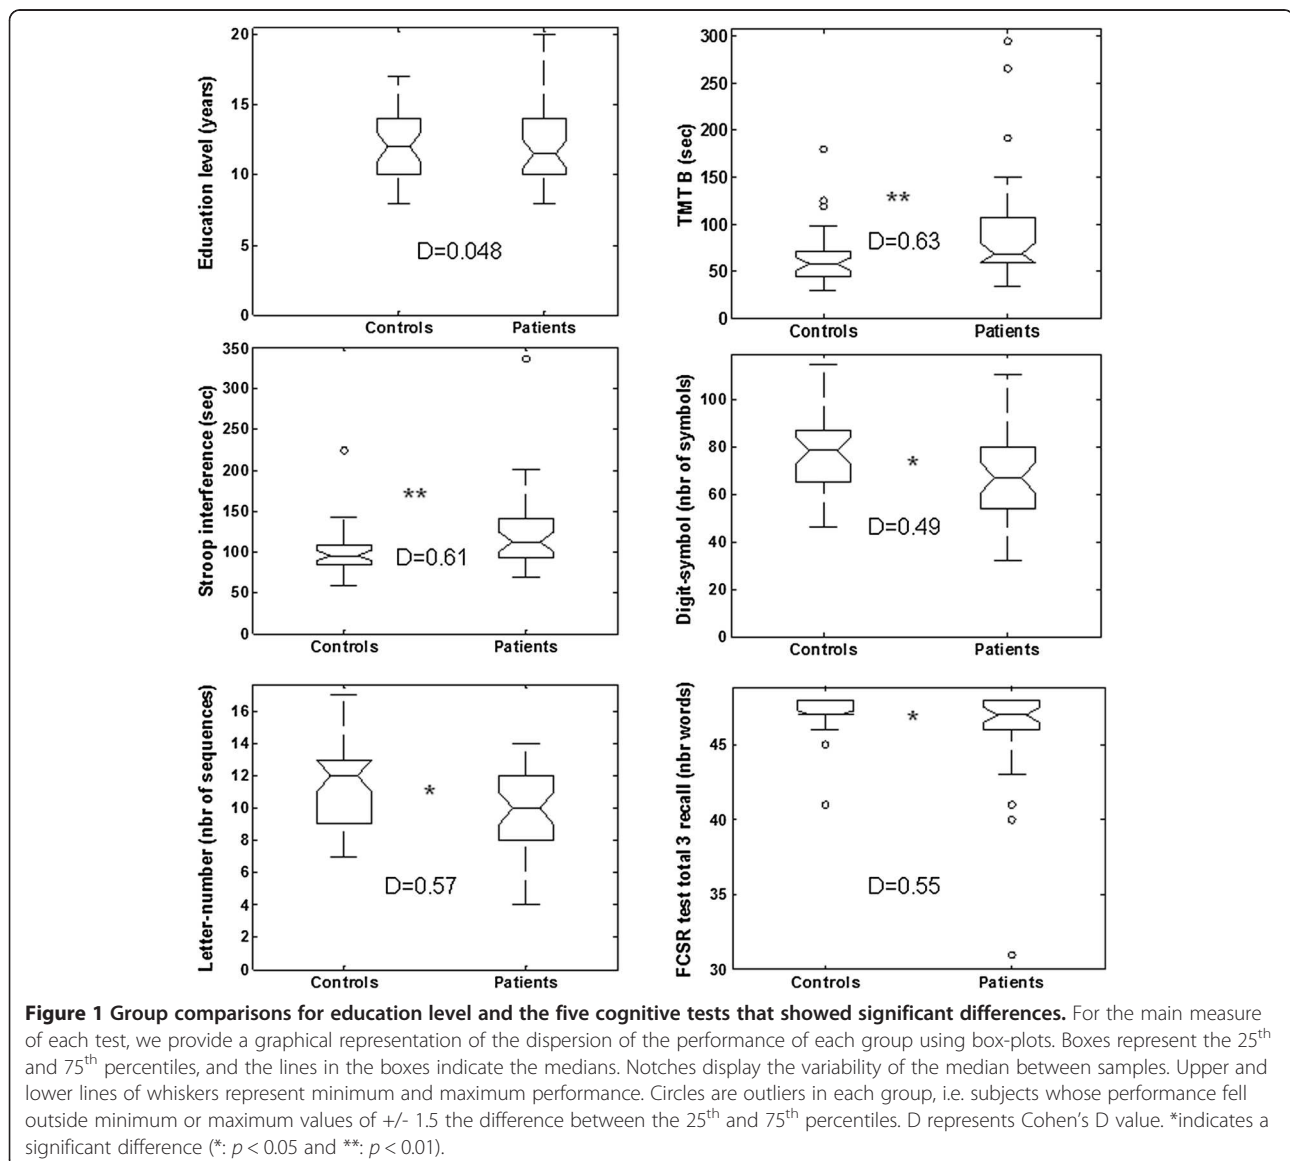 20
15
10
5
0
Education level (years)
D=0.048
Controls Patients
300
250
200
150
100
50
0
TMT B (sec)
**
D=0.63
Controls Patients
350
300
250
200
150
100
50
0
Stroop interference (sec)
**
D=0.61
Controls Patients
100
80
60
40
20
0
Digit-symbol (nbr of symbols)
*
D=0.49
Controls Patients
16
14
12
10
8
6
4
2
0
Letter-number (nbr of sequences)
*
D=0.57
Controls Patients
45
40
35
30
FCSR test total 3 recall (nbr words)
*
D=0.55
Controls Patients
Figure 1 Group comparisons for education level and the five cognitive tests that showed significant differences. For the main measure
of each test, we provide a graphical representation of the dispersion of the performance of each group using box-plots. Boxes represent the 25th
and 75th percentiles, and the lines in the boxes indicate the medians. Notches display the variability of the median between samples. Upper and
lower lines of whiskers represent minimum and maximum performance. Circles are outliers in each group, i.e. subjects whose performance fell
outside minimum or maximum values of +/- 1.5 the difference between the 25th and 75th percentiles. D represents Cohen's D value. *indicates a
significant difference (*: p < 0.05 and **: p < 0.01).